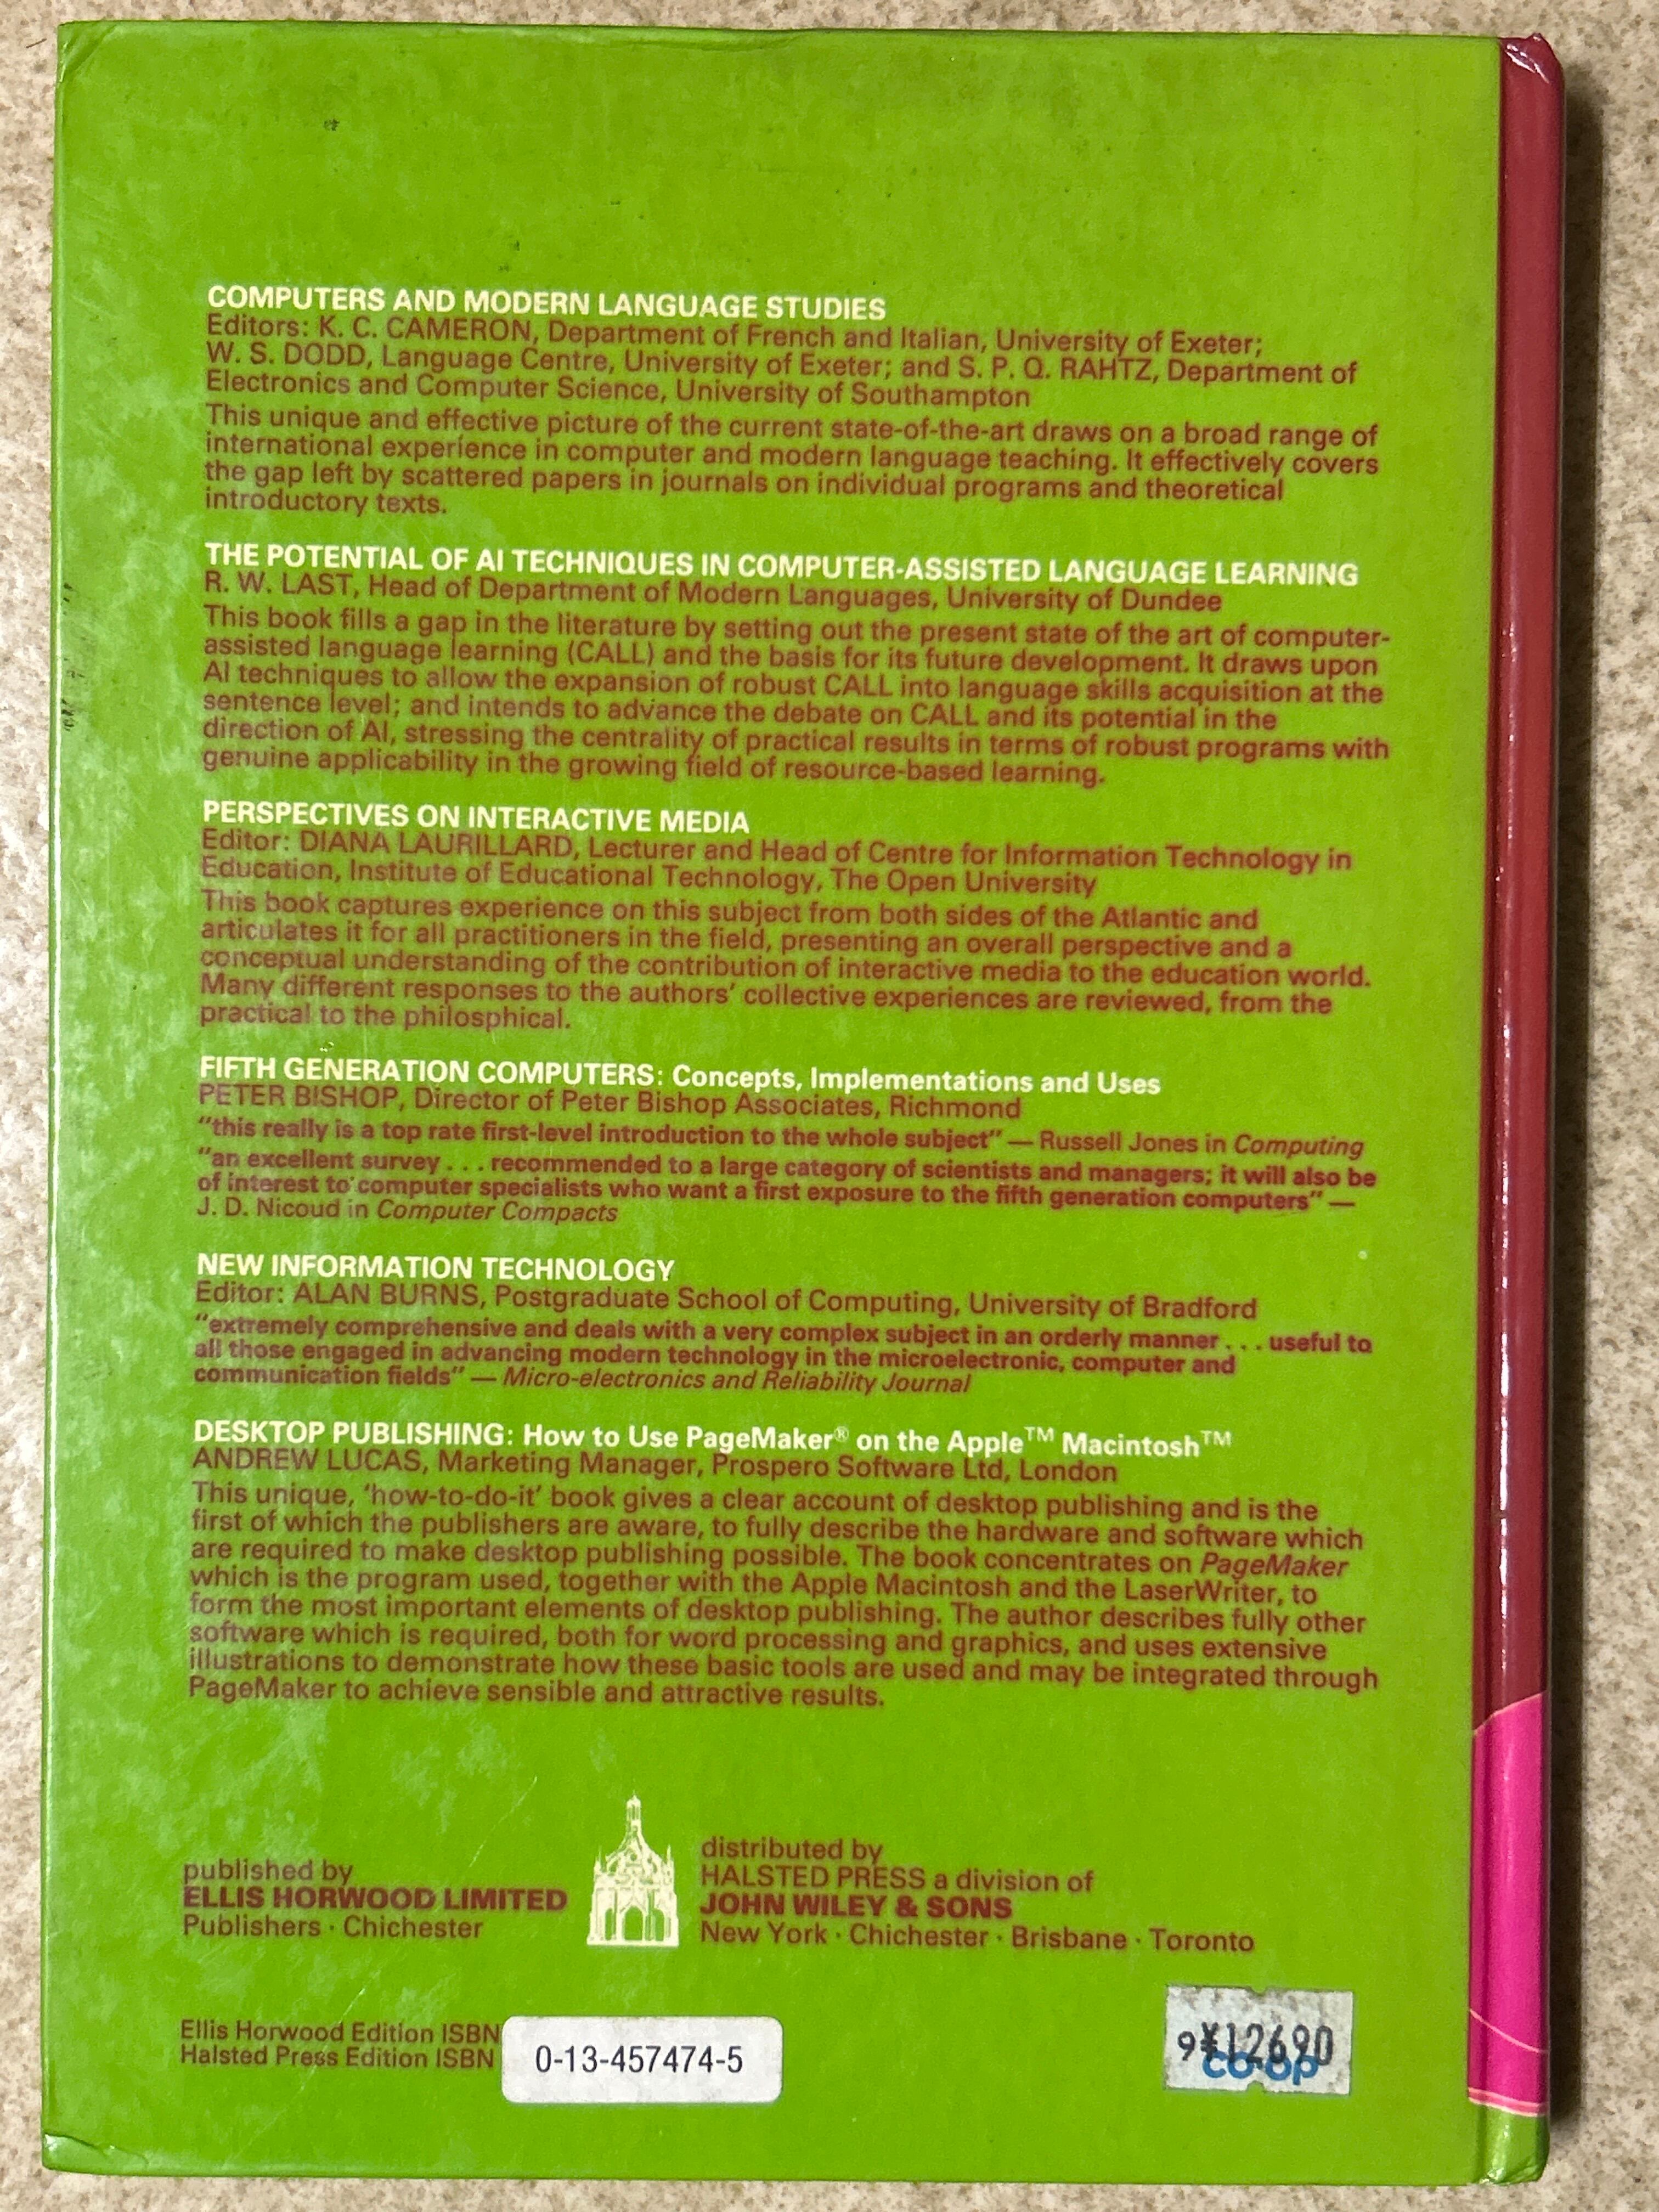 COMPUTERS AND MODERN LANGUAGE STUDIES
Editors: K. C. CAMERON, Department of French and Italian, University of Exeter;
W. S. DODD, Language Centre, University of Exeter; and S. P. Q. RAHTZ, Department of
Electronics and Computer Science, University of Southampton
This unique and effective picture of the current state-of-the-art draws on a broad range of
international experience in computer and modern language teaching. It effectively covers
the gap left by scattered papers in journals on individual programs and theoretical
introductory texts.
THE POTENTIAL OF AI TECHNIQUES IN COMPUTER-ASSISTED LANGUAGE LEARNING
R. W. LAST, Head of Department of Modern Languages, University of Dundee
This book fills a gap in the literature by setting out the present state of the art of computer-
assisted language learning (CALL) and the basis for its future development. It draws upon
AI techniques to allow the expansion of robust CALL into language skills acquisition at the
sentence level; and intends to advance the debate on CALL and its potential in the
direction of AI, stressing the centrality of practical results in terms of robust programs with
genuine applicability in the growing field of resource-based learning.
PERSPECTIVES ON INTERACTIVE MEDIA
Editor: DIANA LAURILLARD, Lecturer and Head of Centre for Information Technology in
Education, Institute of Educational Technology, The Open University
This book captures experience on this subject from both sides of the Atlantic and
articulates it for all practitioners in the field, presenting an overall perspective and a
conceptual understanding of the contribution of interactive media to the education world.
Many different responses to the authors' collective experiences are reviewed, from the
practical to the philosphical.
FIFTH GENERATION COMPUTERS: Concepts, Implementations and Uses
PETER BISHOP, Director of Peter Bishop Associates, Richmond
"this really is a top rate first-level introduction to the whole subject" — Russell Jones in Computing
"an excellent survey . . . recommended to a large category of scientists and managers; it will also be
of interest to computer specialists who want a first exposure to the fifth generation computers" —
J. D. Nicoud in Computer Compacts
NEW INFORMATION TECHNOLOGY
Editor: ALAN BURNS, Postgraduate School of Computing, University of Bradford
"extremely comprehensive and deals with a very complex subject in an orderly manner . . . useful to
all those engaged in advancing modern technology in the microelectronic, computer and
communication fields" — Micro-electronics and Reliability Journal
DESKTOP PUBLISHING: How to Use PageMaker® on the Apple™ Macintosh™
ANDREW LUCAS, Marketing Manager, Prospero Software Ltd, London
This unique, 'how-to-do-it' book gives a clear account of desktop publishing and is the
first of which the publishers are aware, to fully describe the hardware and software which
are required to make desktop publishing possible. The book concentrates on PageMaker
which is the program used, together with the Apple Macintosh and the LaserWriter, to
form the most important elements of desktop publishing. The author describes fully other
software which is required, both for word processing and graphics, and uses extensive
illustrations to demonstrate how these basic tools are used and may be integrated through
PageMaker to achieve sensible and attractive results.
published by
ELLIS HORWOOD LIMITED
Publishers · Chichester
distributed by
HALSTED PRESS a division of
JOHN WILEY & SONS
New York · Chichester · Brisbane · Toronto
Ellis Horwood Edition ISBN
Halsted Press Edition ISBN
0-13-457474-5
9 ¥12690
co-op